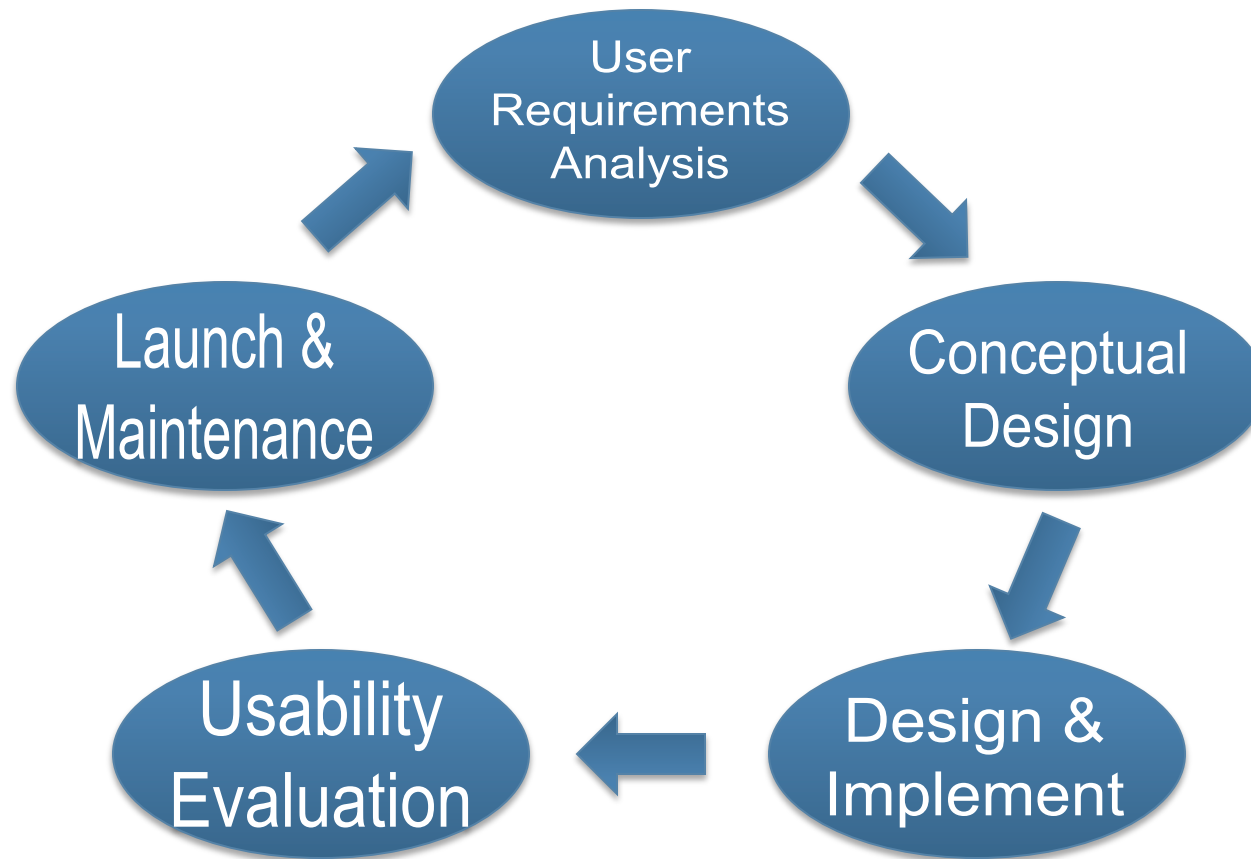 User
Requirements
Analysis
Conceptual
Design
Design &
Implement
Usability
Evaluation
Launch &
Maintenance